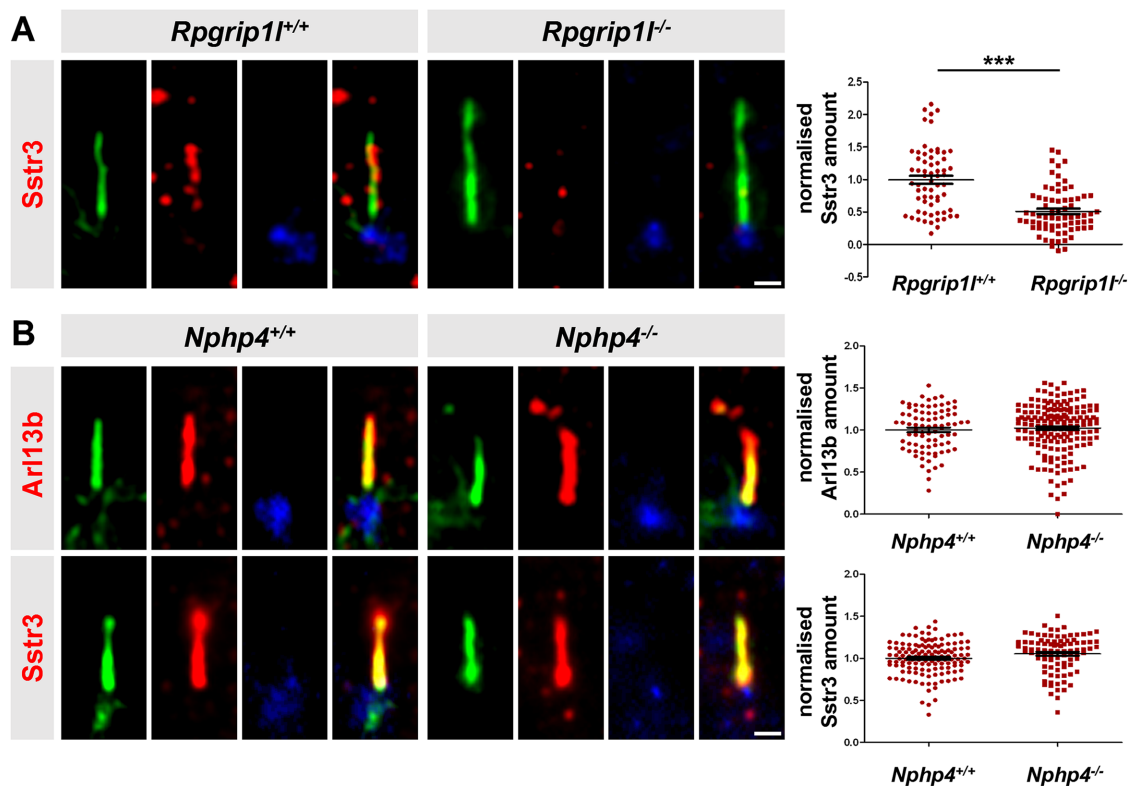 A
Rpgrip1l+/+
Rpgrip1l-/-
Sstr3
***
normalised
Sstr3 amount
2.5
2.0
1.5
1.0
0.5
0.0
-0.5
Rpgrip1l+/+
Rpgrip1l-/-
B
Nphp4+/+
Nphp4-/-
Arl13b
normalised
Arl13b amount
2.0
1.5
1.0
0.5
0.0
Nphp4+/+
Nphp4-/-
Sstr3
normalised
Sstr3 amount
2.0
1.5
1.0
0.5
0.0
Nphp4+/+
Nphp4-/-